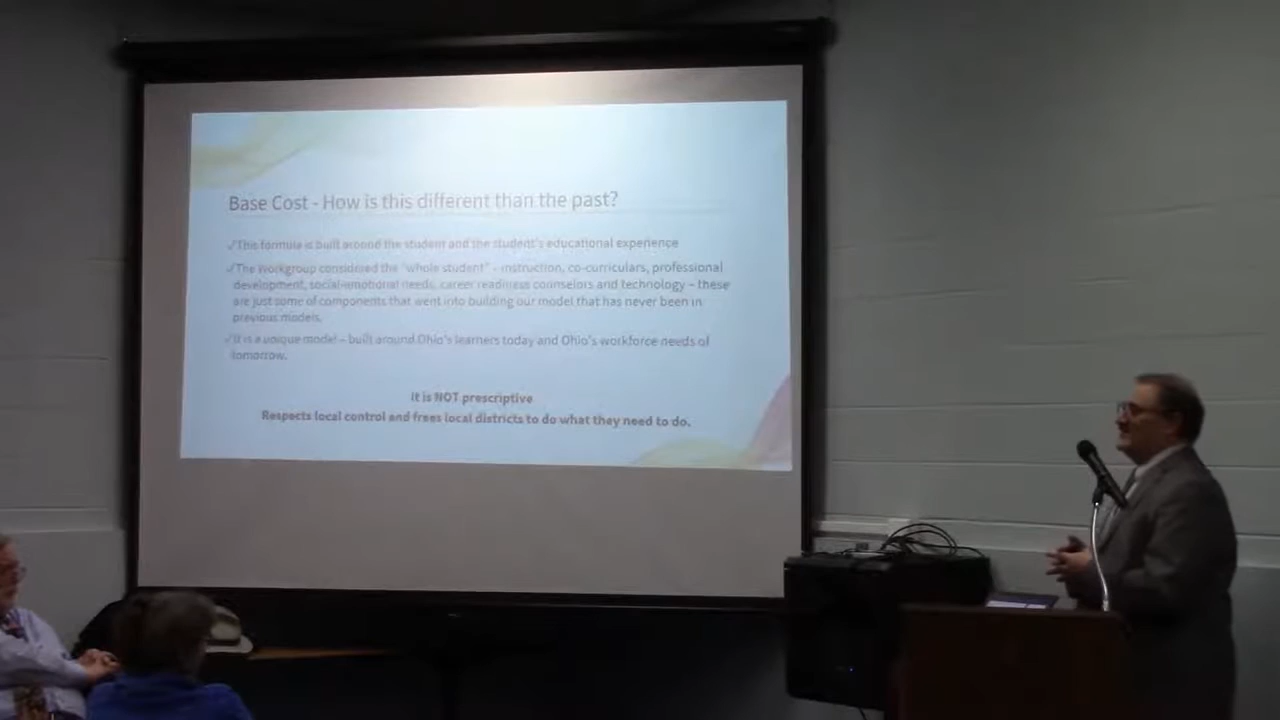 Base Cost - How is this different than the past?
✓The formula is built around the student and the student's educational experience
✓The Workgroup considered the "whole student" - instruction, co-curriculars, professional
development, social-emotional needs, career readiness counselors and technology – these
are just some of components that went into building our model that has never been in
previous models.
✓It is a unique model – built around Ohio's learners today and Ohio's workforce needs of
tomorrow.
It is NOT prescriptive
Respects local control and frees local districts to do what they need to do.